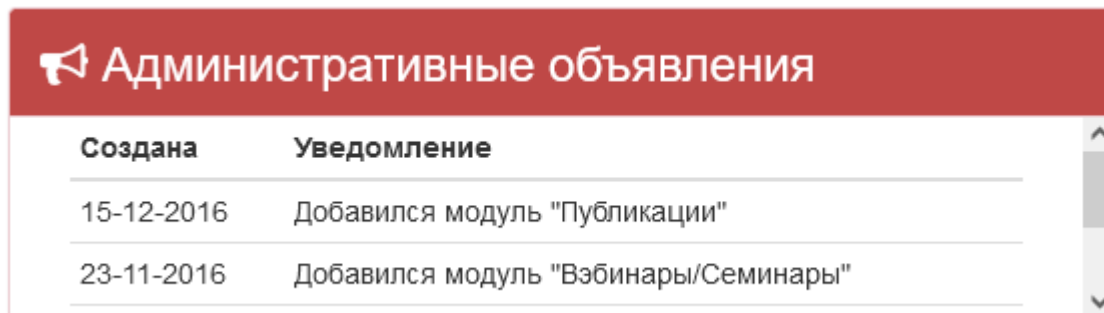 Административные объявления
Создана Уведомление
15-12-2016 Добавился модуль "Публикации"
23-11-2016 Добавился модуль "Вэбинары/Семинары"